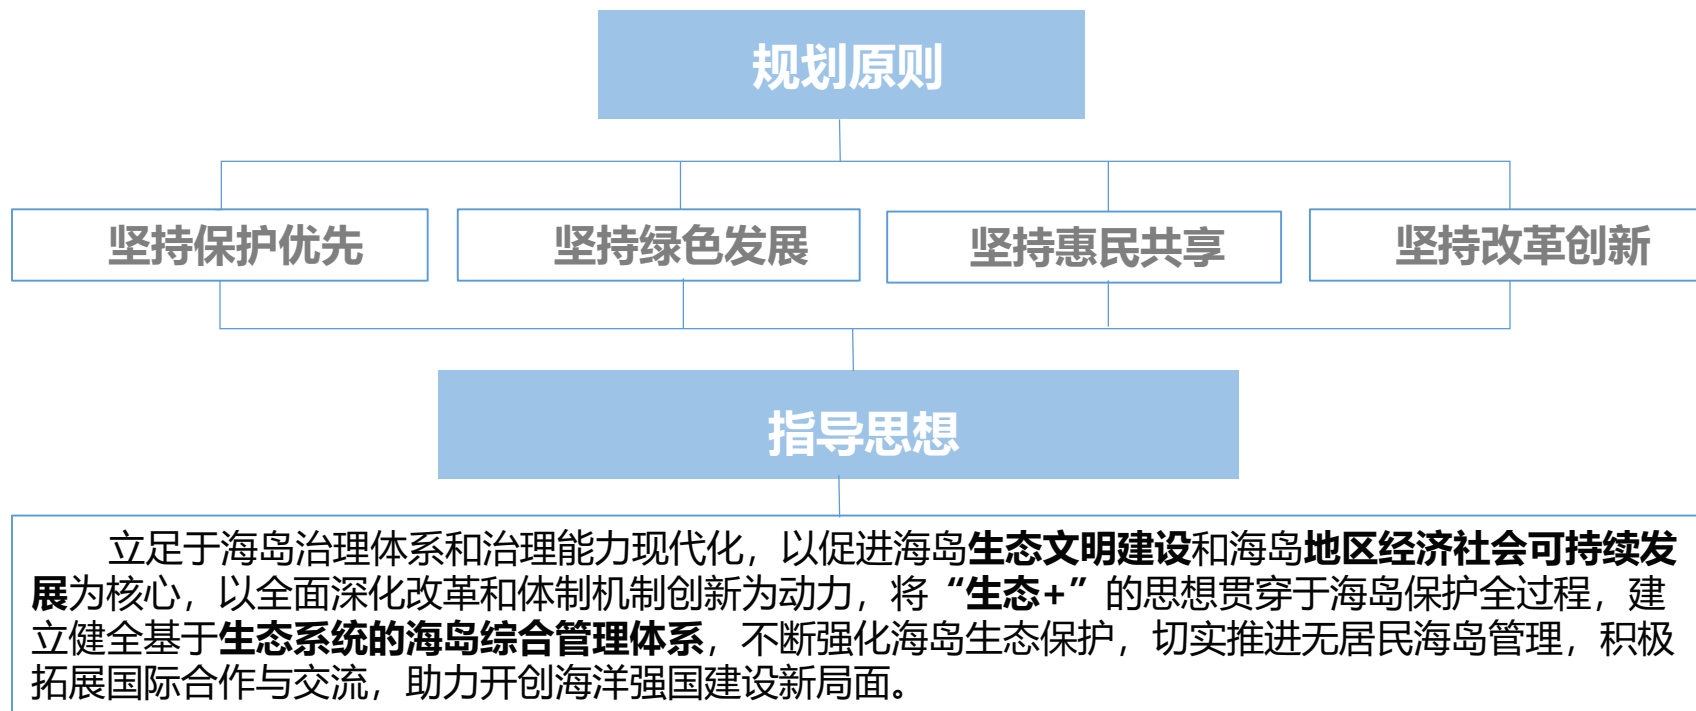 规划原则
坚持保护优先
坚持绿色发展
坚持惠民共享
坚持改革创新
指导思想
立足于海岛治理体系和治理能力现代化，以促进海岛生态文明建设和海岛地区经济社会可持续发
展为核心，以全面深化改革和体制机制创新为动力，将“生态+”的思想贯穿于海岛保护全过程，建
立健全基于生态系统的海岛综合管理体系，不断强化海岛生态保护，切实推进无居民海岛管理，积极
拓展国际合作与交流，助力开创海洋强国建设新局面。